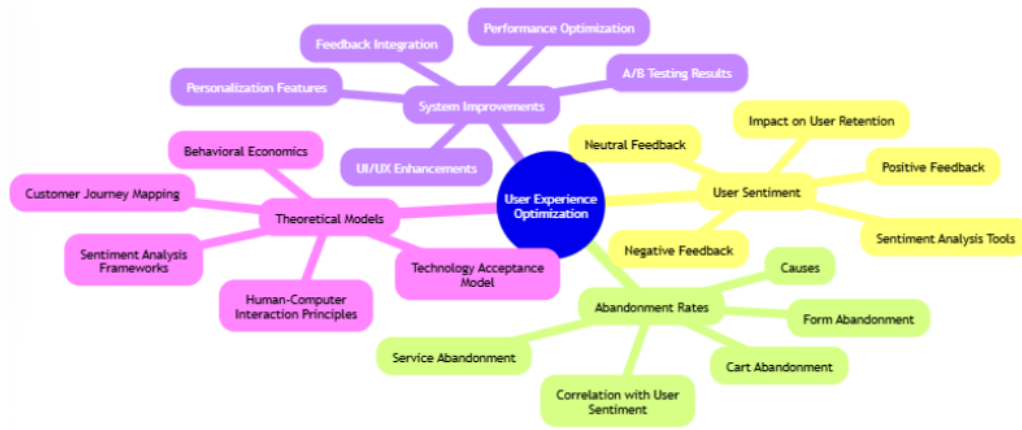 Performance Optimization
Feedback Integration
A/B Testing Results
Personalization Features
System Improvements
UI/UX Enhancements
Impact on User Retention
Neutral Feedback
Positive Feedback
User Sentiment
Sentiment Analysis Tools
Negative Feedback
User Experience
Optimization
Behavioral Economics
Customer Journey Mapping
Theoretical Models
Sentiment Analysis
Frameworks
Human-Computer
Interaction Principles
Technology Acceptance
Model
Causes
Abandonment Rates
Form Abandonment
Service Abandonment
Cart Abandonment
Correlation with User
Sentiment